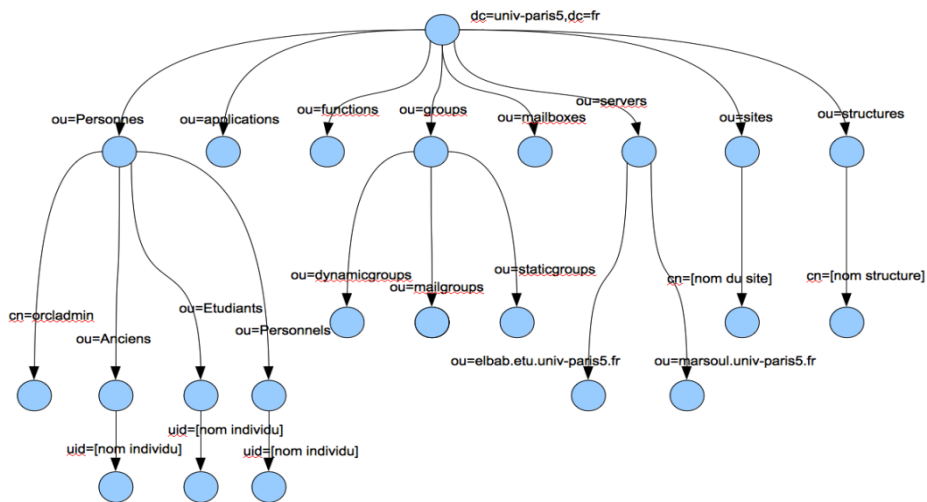 dc=univ-paris5,dc=fr
ou=Personnes
ou=applications
ou=functions
ou=groups
ou=mailboxes
ou=servers
ou=sites
ou=structures
ou=dynamicgroups
ou=mailgroups
ou=staticgroups
cn=[nom du site]
cn=[nom structure]
cn=orcladmin
ou=Anciens
ou=Etudiants
ou=Personnels
ou=elbab.etu.univ-paris5.fr
ou=marsoul.univ-paris5.fr
uid=[nom individu]
uid=[nom individu]
uid=[nom individu]